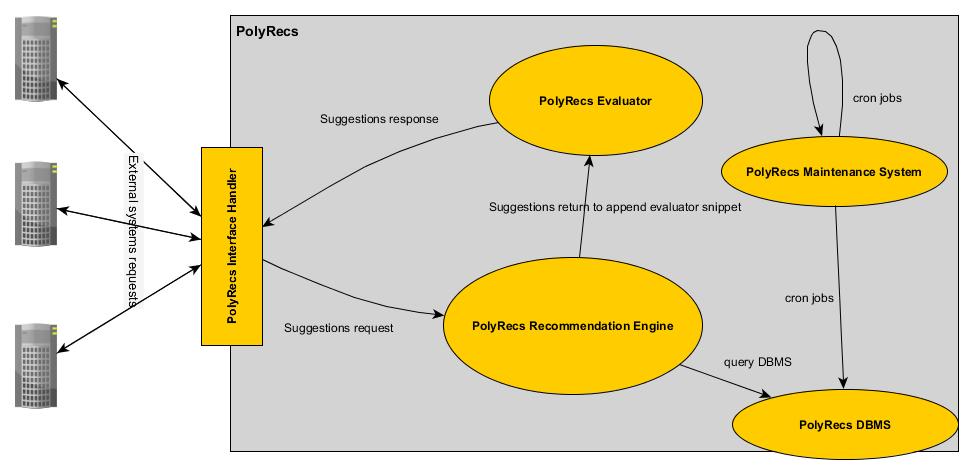 PolyRecs
PolyRecs Evaluator
cron jobs
Suggestions response
External systems requests
PolyRecs Maintenance System
PolyRecs Interface Handler
Suggestions return to append evaluator snippet
cron jobs
Suggestions request
PolyRecs Recommendation Engine
query DBMS
PolyRecs DBMS